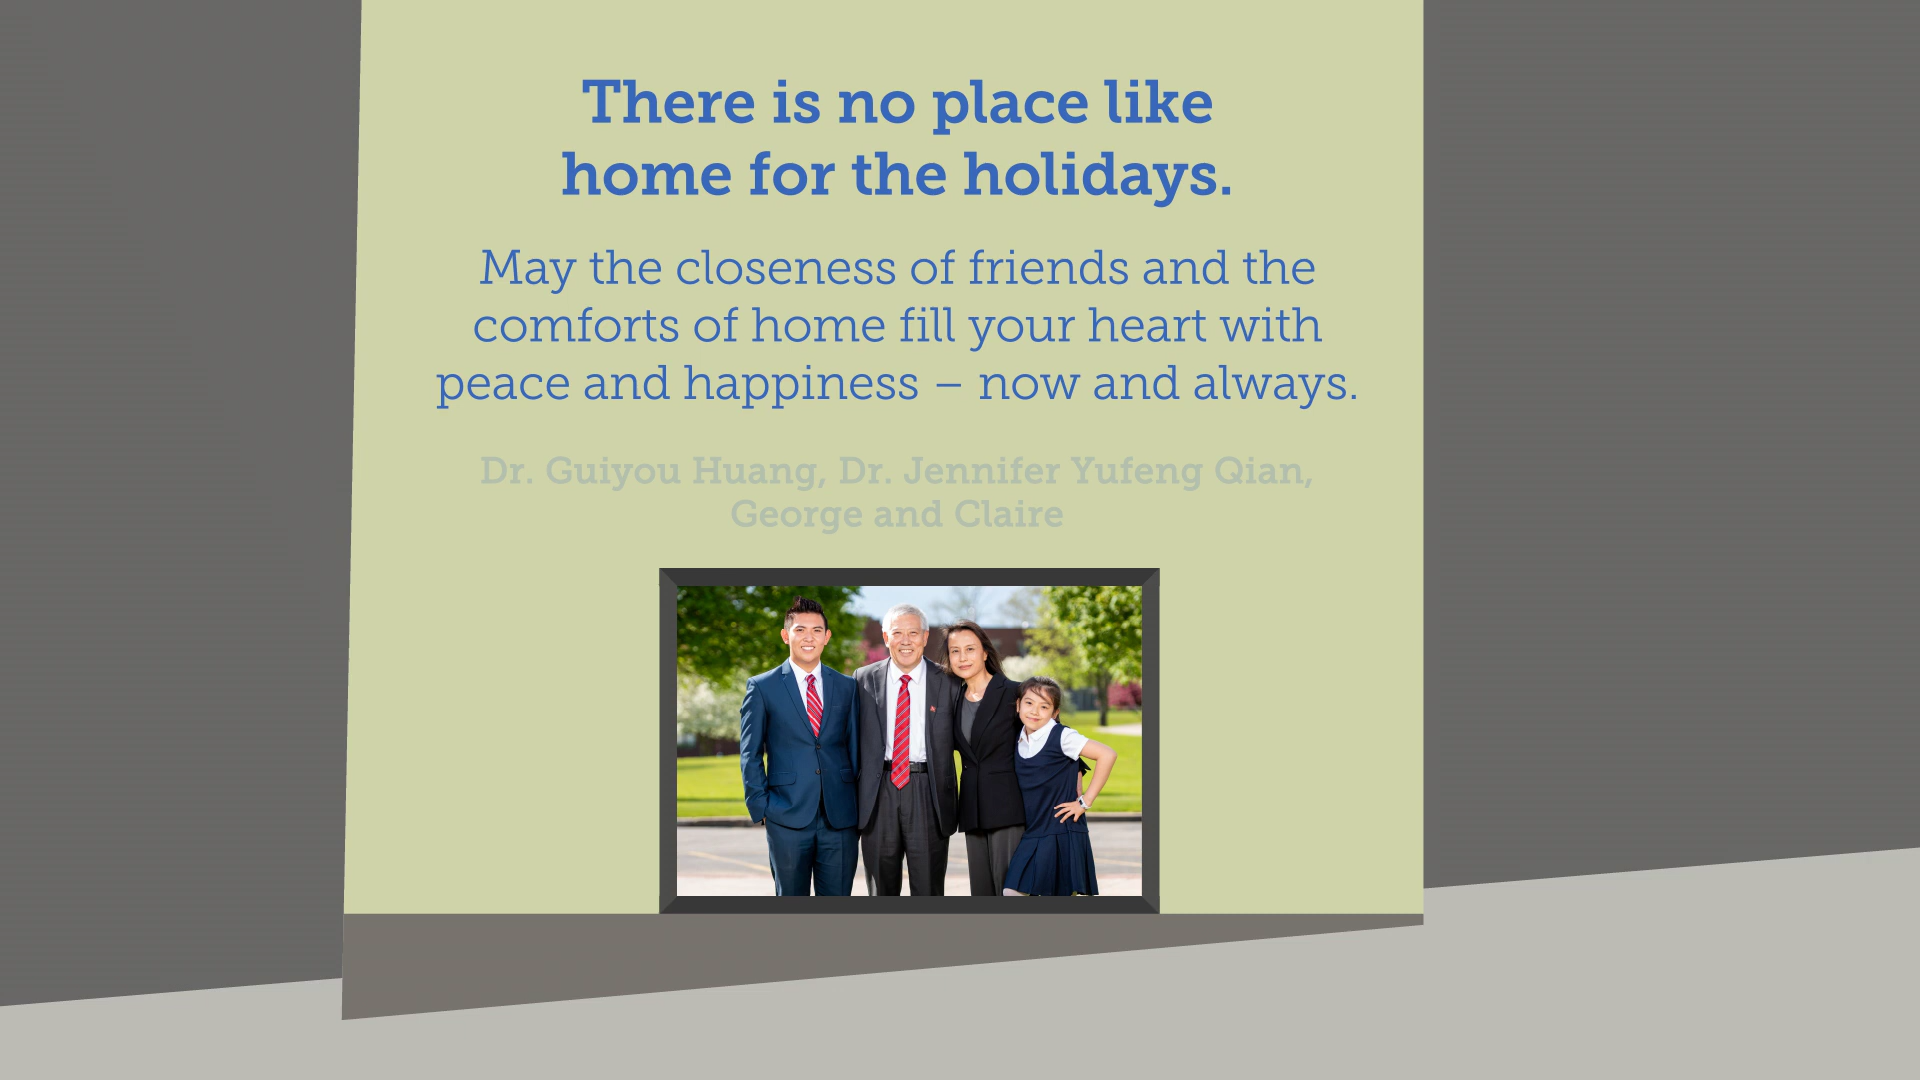 There is no place like
home for the holidays.
May the closeness of friends and the
comforts of home fill your heart with
peace and happiness – now and always.
Dr. Guiyou Huang, Dr. Jennifer Yufeng Qian,
George and Claire